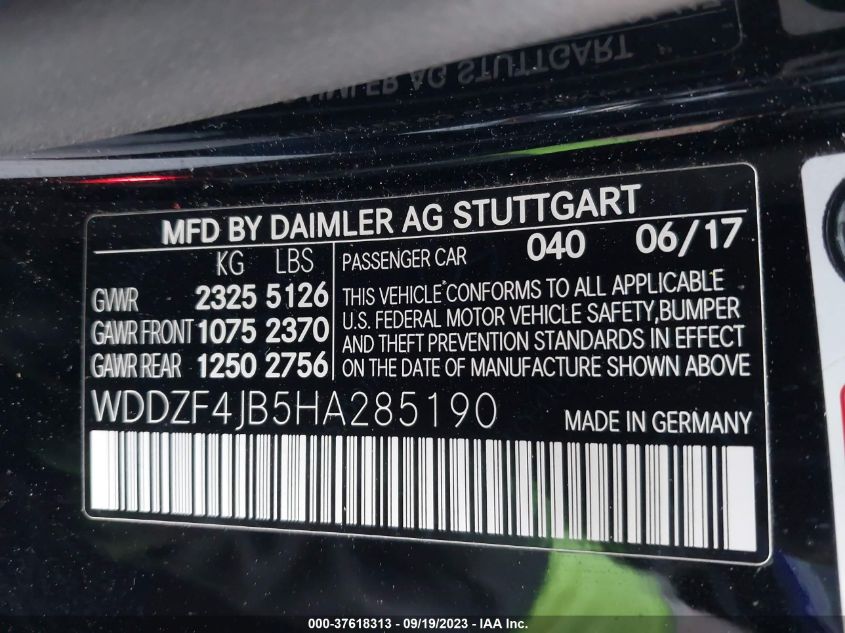 DAIMLER AG STUTTGART
MFD BY DAIMLER AG STUTTGART
KG LBS
GVWR 2325 5126
GAWR FRONT 1075 2370
GAWR REAR 1250 2756
PASSENGER CAR 040 06/17
THIS VEHICLE CONFORMS TO ALL APPLICABLE
U.S. FEDERAL MOTOR VEHICLE SAFETY,BUMPER
AND THEFT PREVENTION STANDARDS IN EFFECT
ON THE DATE OF MANUFACTURE SHOWN ABOVE
WDDZF4JB5HA285190 MADE IN GERMANY
000-37618313 - 09/19/2023 - IAA Inc.